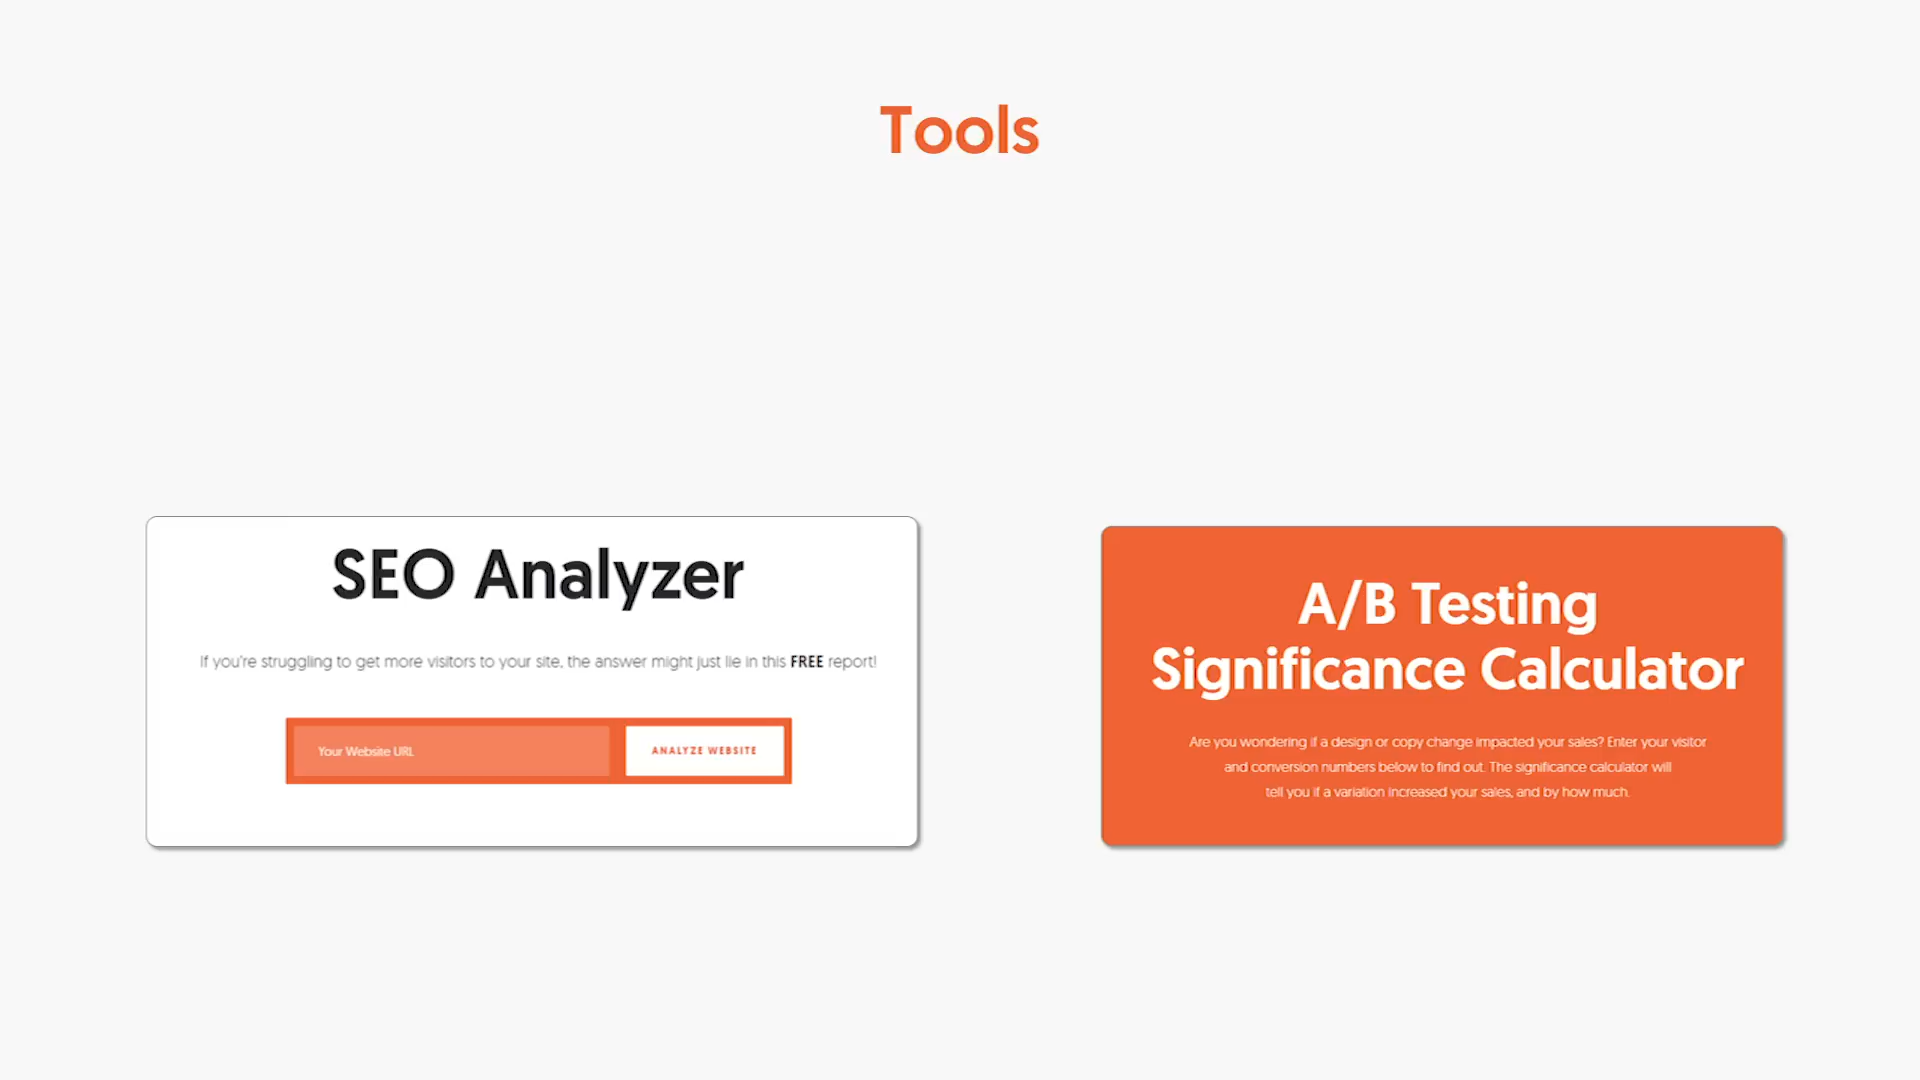 Tools
SEO Analyzer
If you're struggling to get more visitors to your site, the answer might just lie in this FREE report!
Your Website URL
ANALYZE WEBSITE
A/B Testing
Significance Calculator
Are you wondering if a design or copy change impacted your sales? Enter your visitor
and conversion numbers below to find out. The significance calculator will
tell you if a variation increased your sales, and by how much.